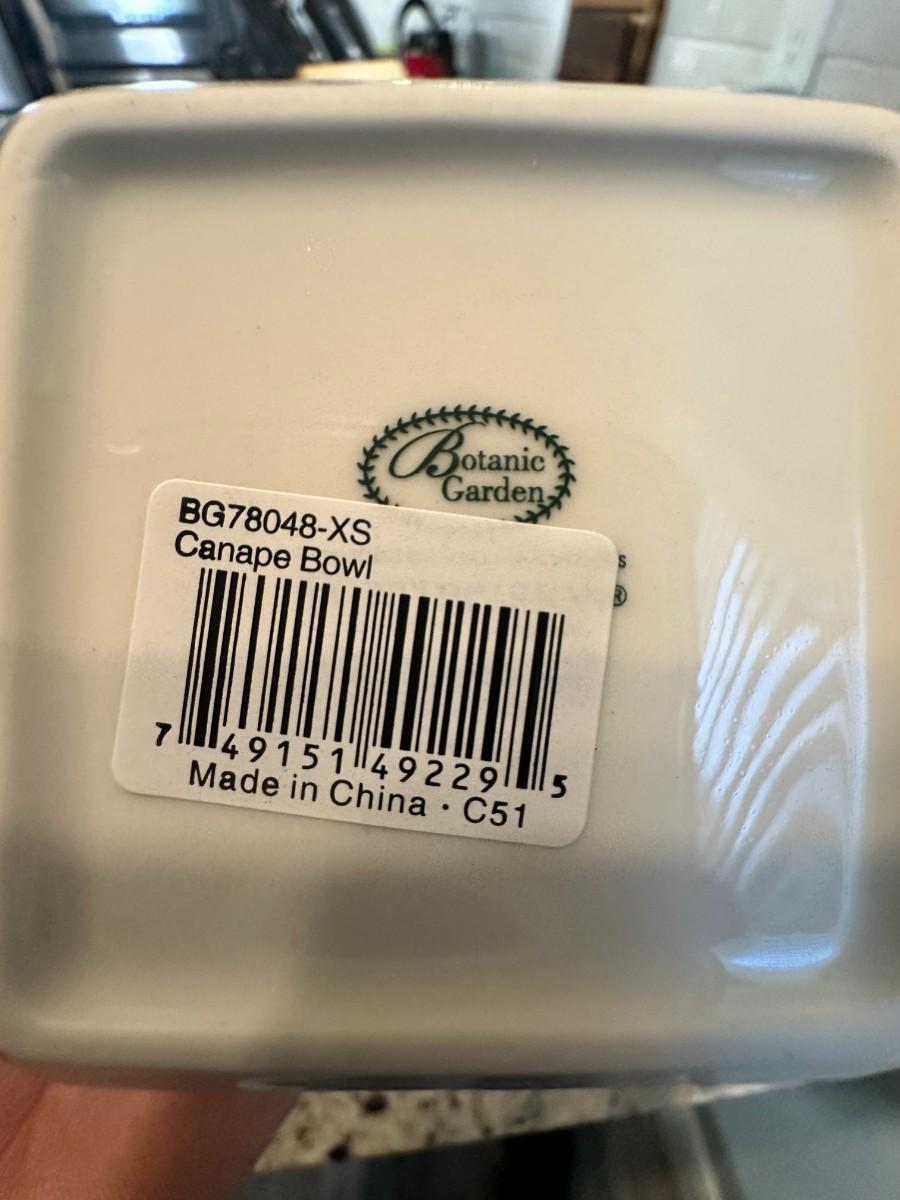 Botanic
Garden
BG78048-XS
Canape Bowl
s
®
7 49151 49229 5
Made in China · C51